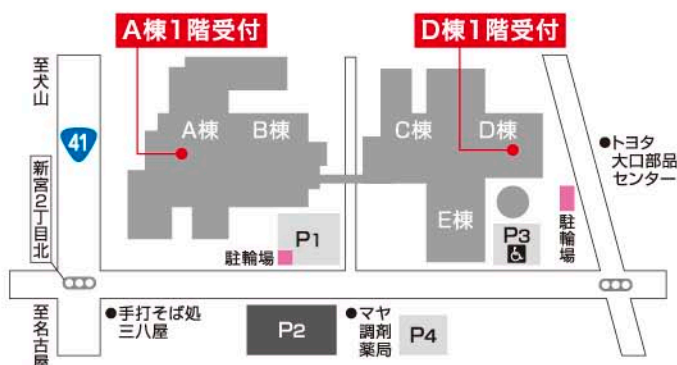 A棟1階受付
D棟1階受付
至犬山
41
A棟
B棟
C棟
D棟
E棟
●トヨタ
大口部品
センター
新宮2丁目北
P1
駐輪場
P3
駐輪場
至名古屋
●手打そば処
三八屋
P2
●マヤ
調剤
薬局
P4